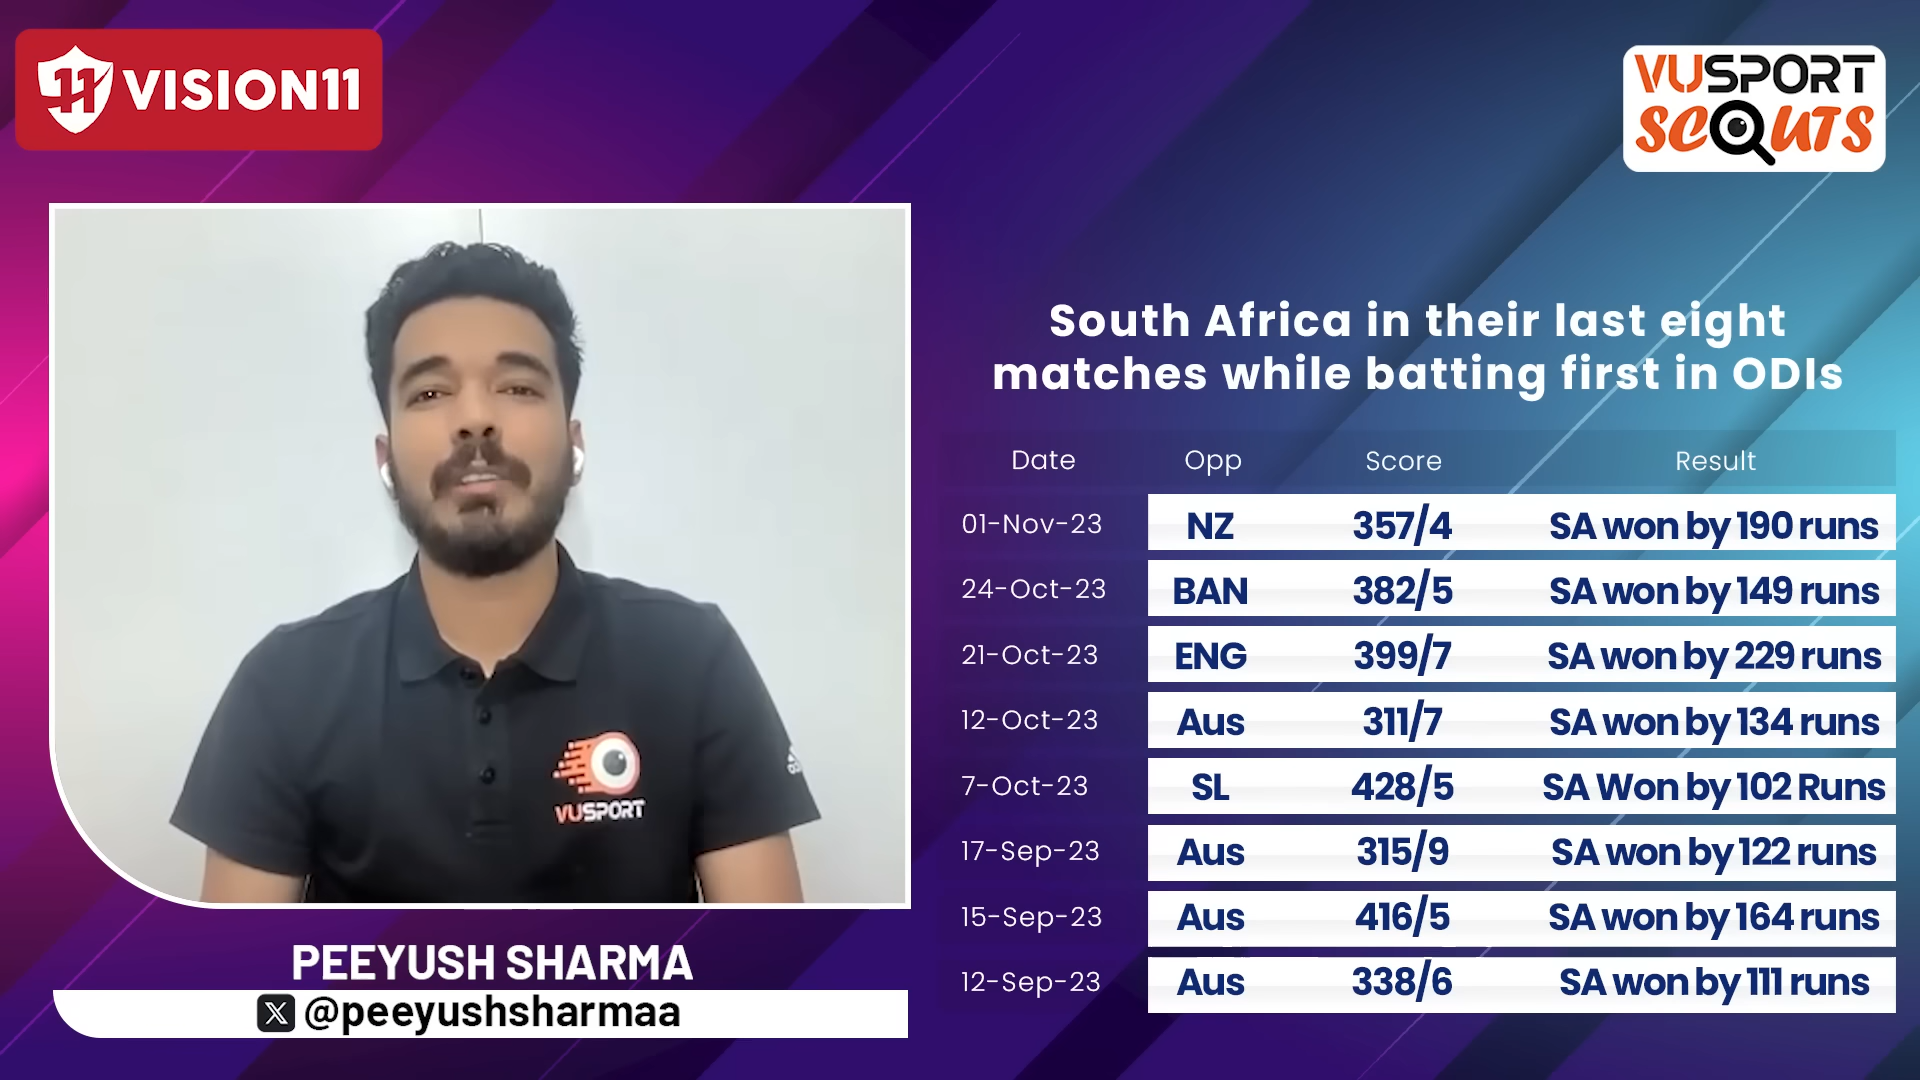 11 VISION11
VUSPORT
SCOUTS
South Africa in their last eight
matches while batting first in ODIs
Date Opp Score Result
01-Nov-23 NZ 357/4 SA won by 190 runs
24-Oct-23 BAN 382/5 SA won by 149 runs
21-Oct-23 ENG 399/7 SA won by 229 runs
12-Oct-23 Aus 311/7 SA won by 134 runs
7-Oct-23 SL 428/5 SA Won by 102 Runs
17-Sep-23 Aus 315/9 SA won by 122 runs
15-Sep-23 Aus 416/5 SA won by 164 runs
12-Sep-23 Aus 338/6 SA won by 111 runs
VUSPORT
PEEYUSH SHARMA
X @peeyushsharmaa